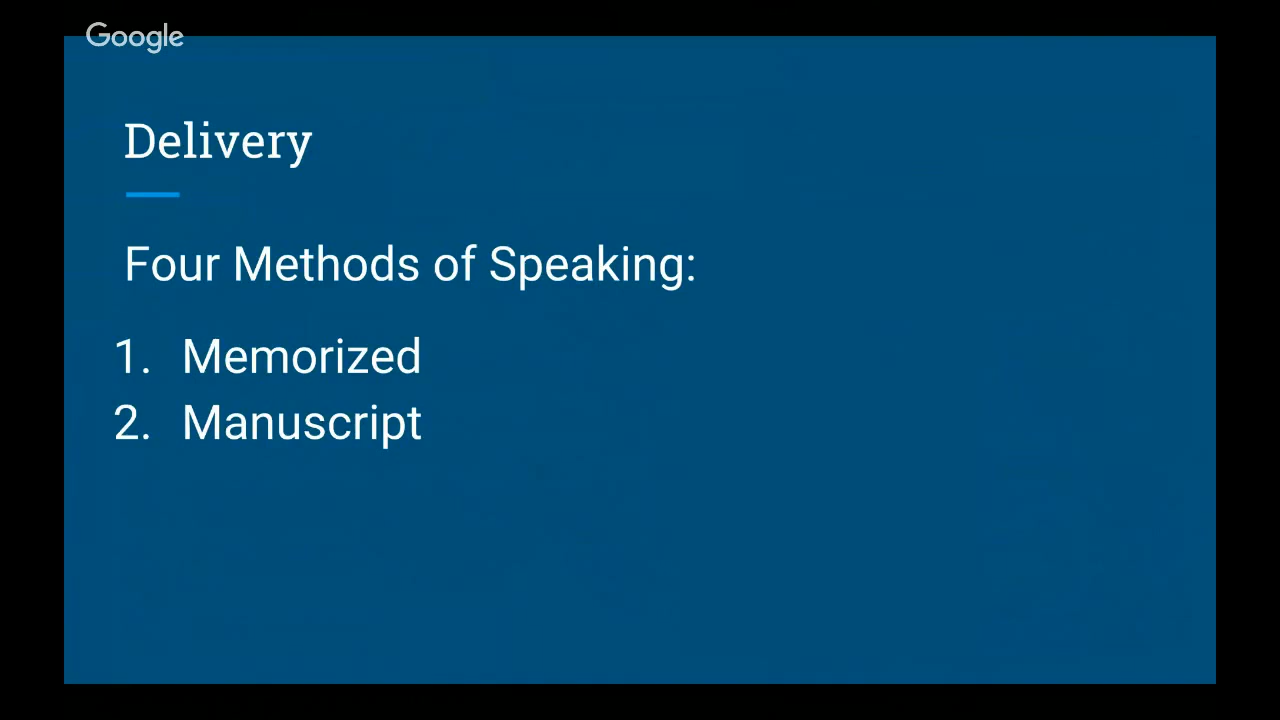 Google
Delivery
Four Methods of Speaking:
1. Memorized
2. Manuscript